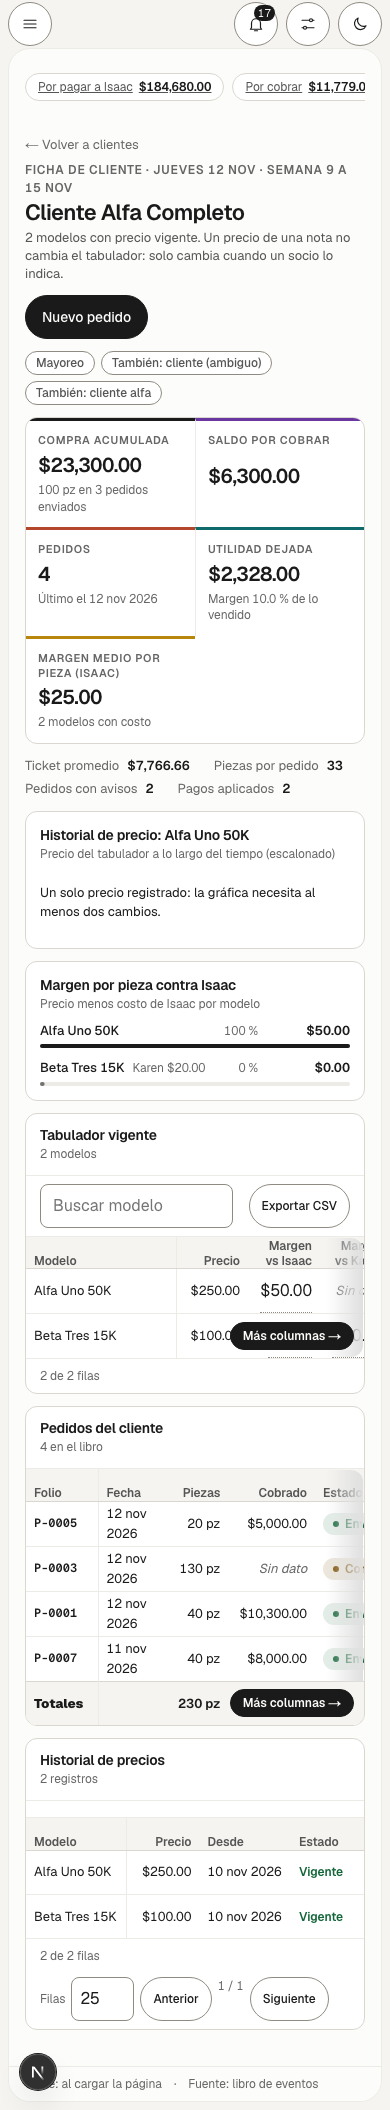 17
Por pagar a Isaac $184,680.00 Por cobrar $11,779.0
← Volver a clientes
FICHA DE CLIENTE · JUEVES 12 NOV · SEMANA 9 A
15 NOV
Cliente Alfa Completo
2 modelos con precio vigente. Un precio de una nota no
cambia el tabulador: solo cambia cuando un socio lo
indica.
Nuevo pedido
Mayoreo También: cliente (ambiguo)
También: cliente alfa
COMPRA ACUMULADA SALDO POR COBRAR
$23,300.00 $6,300.00
100 pz en 3 pedidos
enviados
PEDIDOS UTILIDAD DEJADA
4 $2,328.00
Último el 12 nov 2026 Margen 10.0 % de lo
vendido
MARGEN MEDIO POR
PIEZA (ISAAC)
$25.00
2 modelos con costo
Ticket promedio $7,766.66 Piezas por pedido 33
Pedidos con avisos 2 Pagos aplicados 2
Historial de precio: Alfa Uno 50K
Precio del tabulador a lo largo del tiempo (escalonado)
Un solo precio registrado: la gráfica necesita al
menos dos cambios.
Margen por pieza contra Isaac
Precio menos costo de Isaac por modelo
Alfa Uno 50K 100 % $50.00
Beta Tres 15K Karen $20.00 0 % $0.00
Tabulador vigente
2 modelos
Buscar modelo Exportar CSV
Modelo Precio Margen vs Isaac
Alfa Uno 50K $250.00 $50.00 Sin
Beta Tres 15K $100.0 Más columnas →
2 de 2 filas
Pedidos del cliente
4 en el libro
Folio Fecha Piezas Cobrado Estado
P-0005 12 nov 2026 20 pz $5,000.00 En
P-0003 12 nov 2026 130 pz Sin dato Co
P-0001 12 nov 2026 40 pz $10,300.00 En
P-0007 11 nov 2026 40 pz $8,000.00 En
Totales 230 pz Más columnas →
Historial de precios
2 registros
Modelo Precio Desde Estado
Alfa Uno 50K $250.00 10 nov 2026 Vigente
Beta Tres 15K $100.00 10 nov 2026 Vigente
2 de 2 filas
Filas 25 Anterior 1 / 1 Siguiente
N : al cargar la página · Fuente: libro de eventos